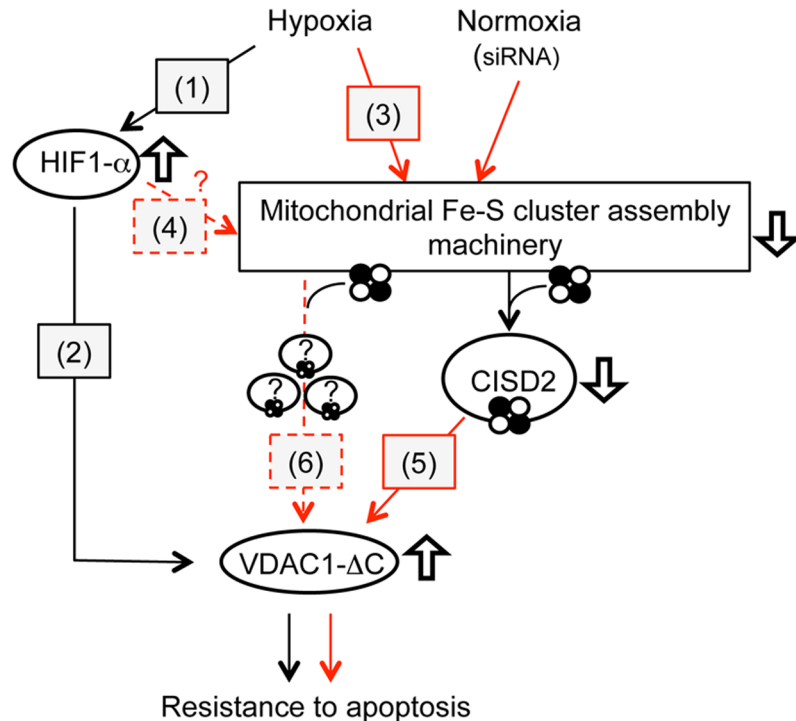 Hypoxia
Normoxia
(siRNA)
(1)
(3)
HIF1-α
?
(4)
Mitochondrial Fe-S cluster assembly
machinery
(2)
?
? ?
CISD2
(6)
(5)
VDAC1-ΔC
Resistance to apoptosis